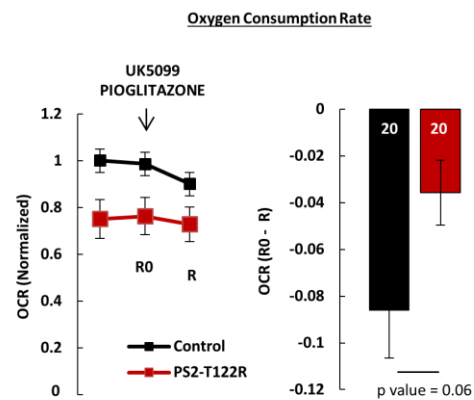 Oxygen Consumption Rate
UK5099
PIOGLITAZONE
OCR (Normalized)
1.2
1
0.8
0.6
0.4
0.2
0
R0
R
Control
PS2-T122R
OCR (R0 - R)
0
-0.02
-0.04
-0.06
-0.08
-0.1
-0.12
20
20
p value = 0.06